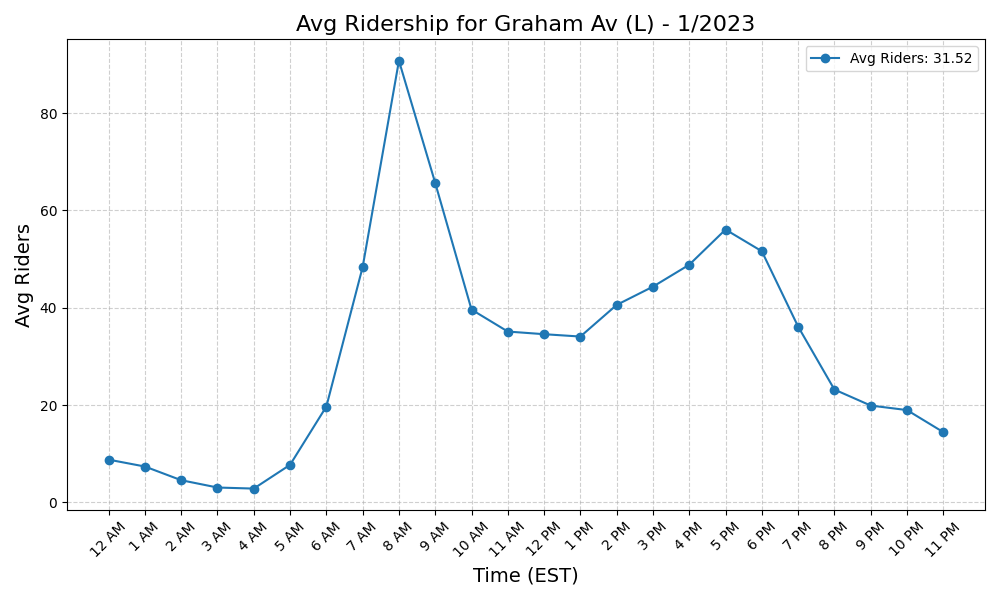 Avg Ridership for Graham Av (L) - 1/2023
Avg Riders: 31.52
Avg Riders
80
60
40
20
0
12 AM
1 AM
2 AM
3 AM
4 AM
5 AM
6 AM
7 AM
8 AM
9 AM
10 AM
11 AM
12 PM
1 PM
2 PM
3 PM
4 PM
5 PM
6 PM
7 PM
8 PM
9 PM
10 PM
11 PM
Time (EST)